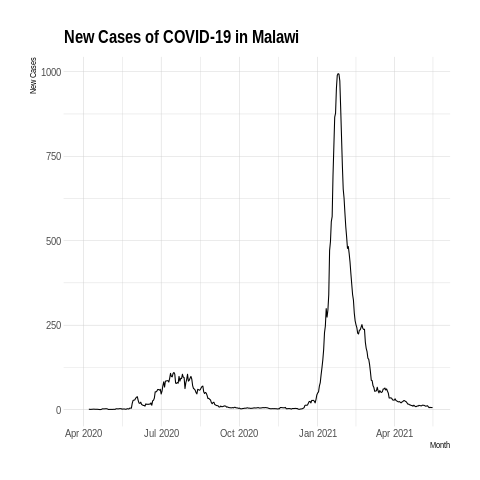 New Cases of COVID-19 in Malawi
New Cases
1000
750
500
250
0
Apr 2020 Jul 2020 Oct 2020 Jan 2021 Apr 2021
Month